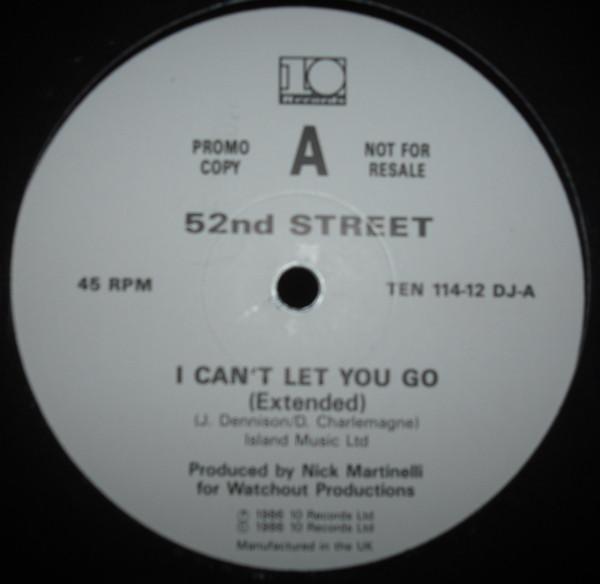 10
Records
PROMO COPY
A
NOT FOR RESALE
52nd STREET
45 RPM
TEN 114-12 DJ-A
I CAN'T LET YOU GO
(Extended)
(J. Dennison/D. Charlemagne)
Island Music Ltd
Produced by Nick Martinelli
for Watchout Productions
℗ 1986 10 Records Ltd
© 1986 10 Records Ltd
Manufactured in the UK